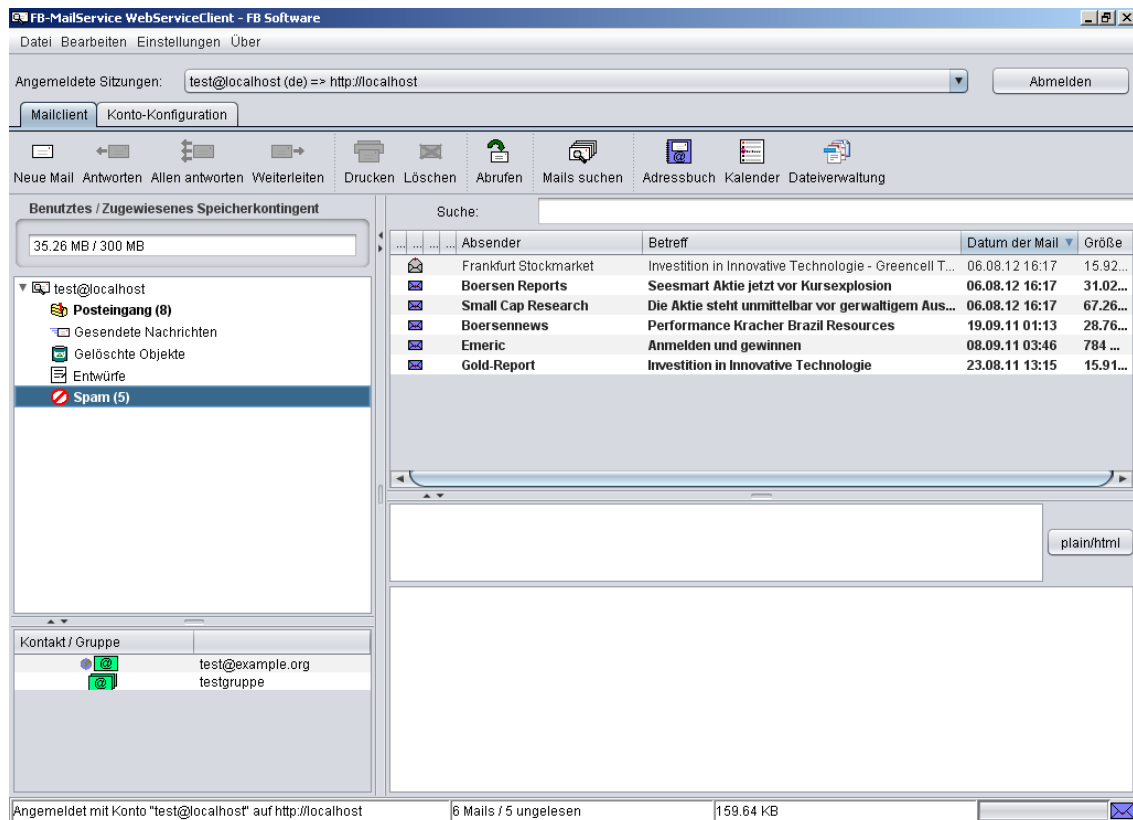 FB-MailService WebServiceClient - FB Software
Datei Bearbeiten Einstellungen Über
Angemeldete Sitzungen: test@localhost (de) => http://localhost Abmelden
Mailclient Konto-Konfiguration
Neue Mail Antworten Allen antworten Weiterleiten Drucken Löschen Abrufen Mails suchen Adressbuch Kalender Dateiverwaltung
Benutztes / Zugewiesenes Speicherkontingent
35.26 MB / 300 MB
test@localhost
Posteingang (8)
Gesendete Nachrichten
Gelöschte Objekte
Entwürfe
Spam (5)
Kontakt / Gruppe
@ test@example.org
@ testgruppe
Suche:
... ... ... ... Absender Betreff Datum der Mail Größe
Frankfurt Stockmarket Investition in Innovative Technologie - Greencell T... 06.08.12 16:17 15.92...
Boersen Reports Seesmart Aktie jetzt vor Kursexplosion 06.08.12 16:17 31.02...
Small Cap Research Die Aktie steht unmittelbar vor gerwaltigem Aus... 06.08.12 16:17 67.26...
Boersennews Performance Kracher Brazil Resources 19.09.11 01:13 28.76...
Emeric Anmelden und gewinnen 08.09.11 03:46 784 ...
Gold-Report Investition in Innovative Technologie 23.08.11 13:15 15.91...
plain/html
Angemeldet mit Konto "test@localhost" auf http://localhost 6 Mails / 5 ungelesen 159.64 KB